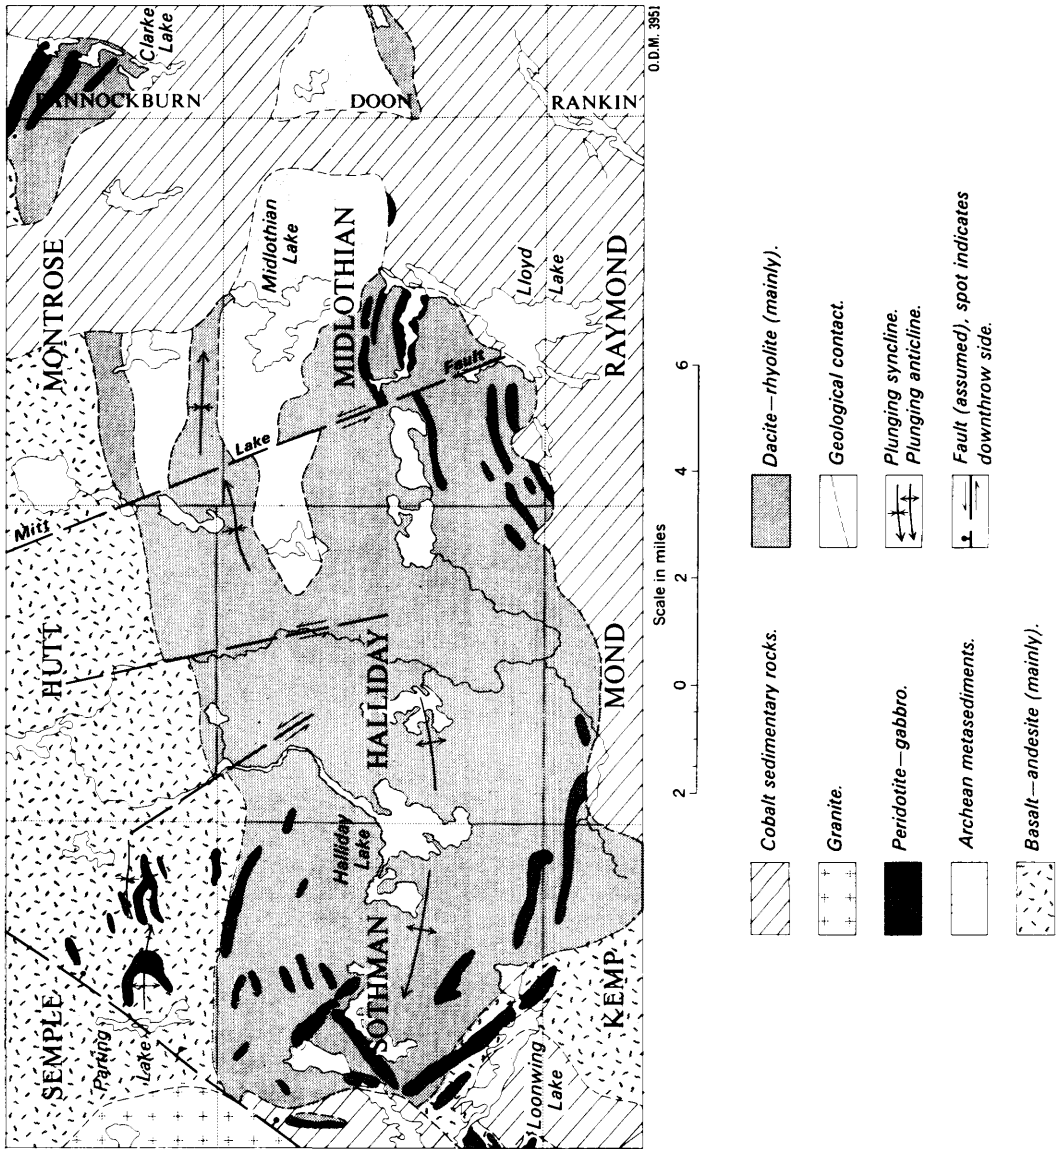 Clarke
Lake
BANNOCKBURN
DOON
RANKIN
O.D.M. 3951
MONTROSE
Midlothian
Lake
MIDLOTHIAN
Lloyd
Lake
RAYMOND
Mitt
Lake
Fault
HUTT
HALLIDAY
MOND
Halliday
Lake
SEMPLE
SOTHMAN
KEMP
Parting
Lake
Loonwing
Lake
2
0
2
4
6
Scale in miles
Cobalt sedimentary rocks.
Granite.
Peridotite—gabbro.
Archean metasediments.
Basalt—andesite (mainly).
Dacite—rhyolite (mainly).
Geological contact.
Plunging syncline.
Plunging anticline.
Fault (assumed), spot indicates
downthrow side.